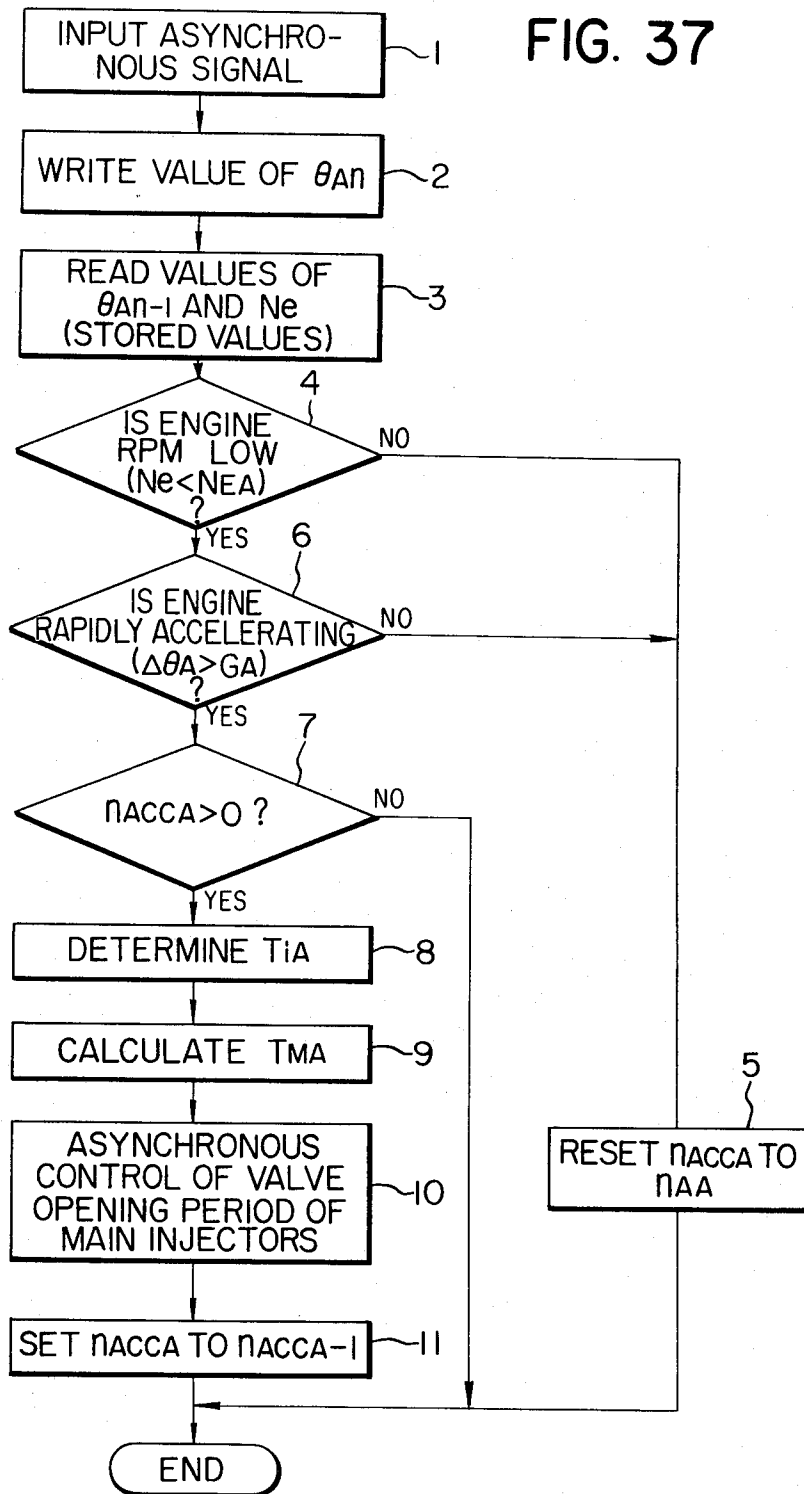 FIG. 37
INPUT ASYNCHRO-
NOUS SIGNAL
1
WRITE VALUE OF θAn
2
READ VALUES OF
θAn-1 AND Ne
(STORED VALUES)
3
4
IS ENGINE
RPM LOW
(Ne<NEA)
?
NO
YES
6
IS ENGINE
RAPIDLY ACCELERATING
(ΔθA>GA)
?
NO
YES
7
nACCA>0 ?
NO
YES
DETERMINE TiA
8
CALCULATE TMA
9
ASYNCHRONOUS
CONTROL OF VALVE
OPENING PERIOD OF
MAIN INJECTORS
10
5
RESET nACCA TO
nAA
SET nACCA TO nACCA-1
11
END